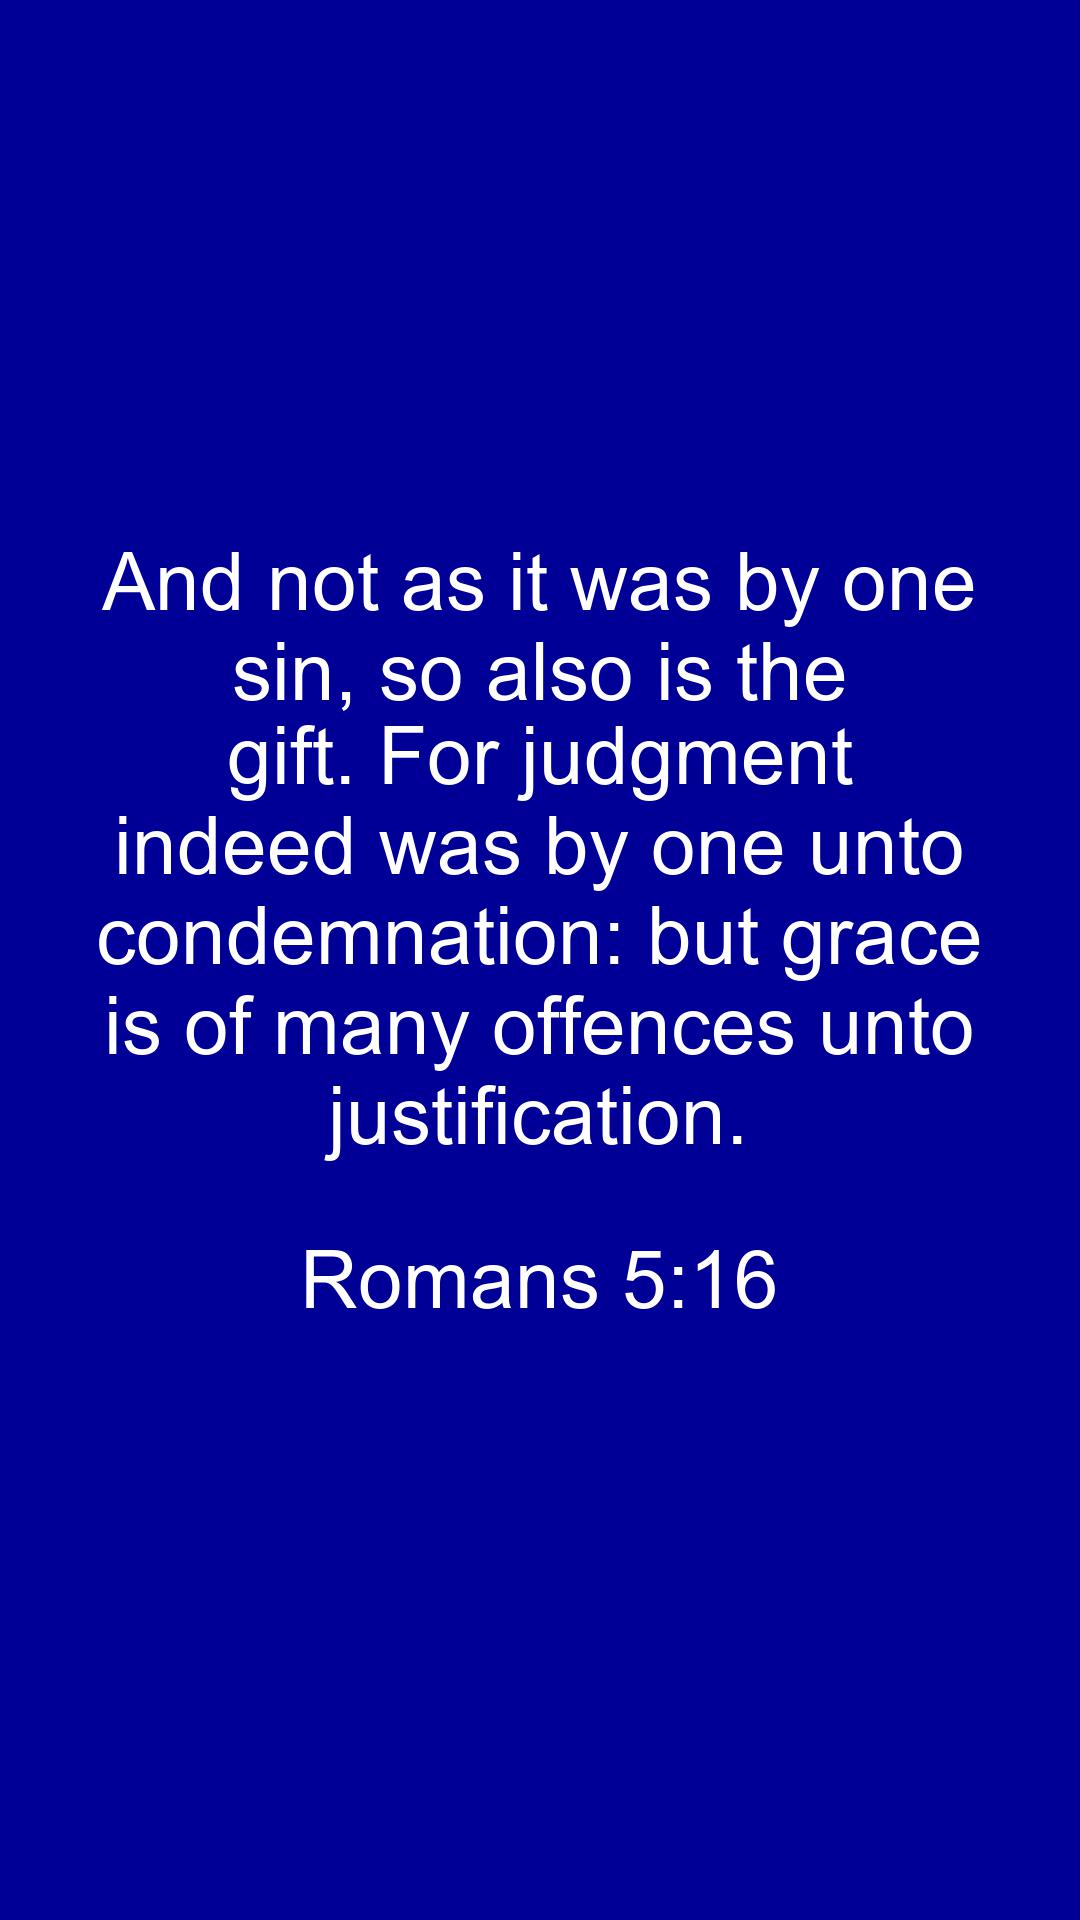 And not as it was by one
sin, so also is the
gift. For judgment
indeed was by one unto
condemnation: but grace
is of many offences unto
justification.
Romans 5:16